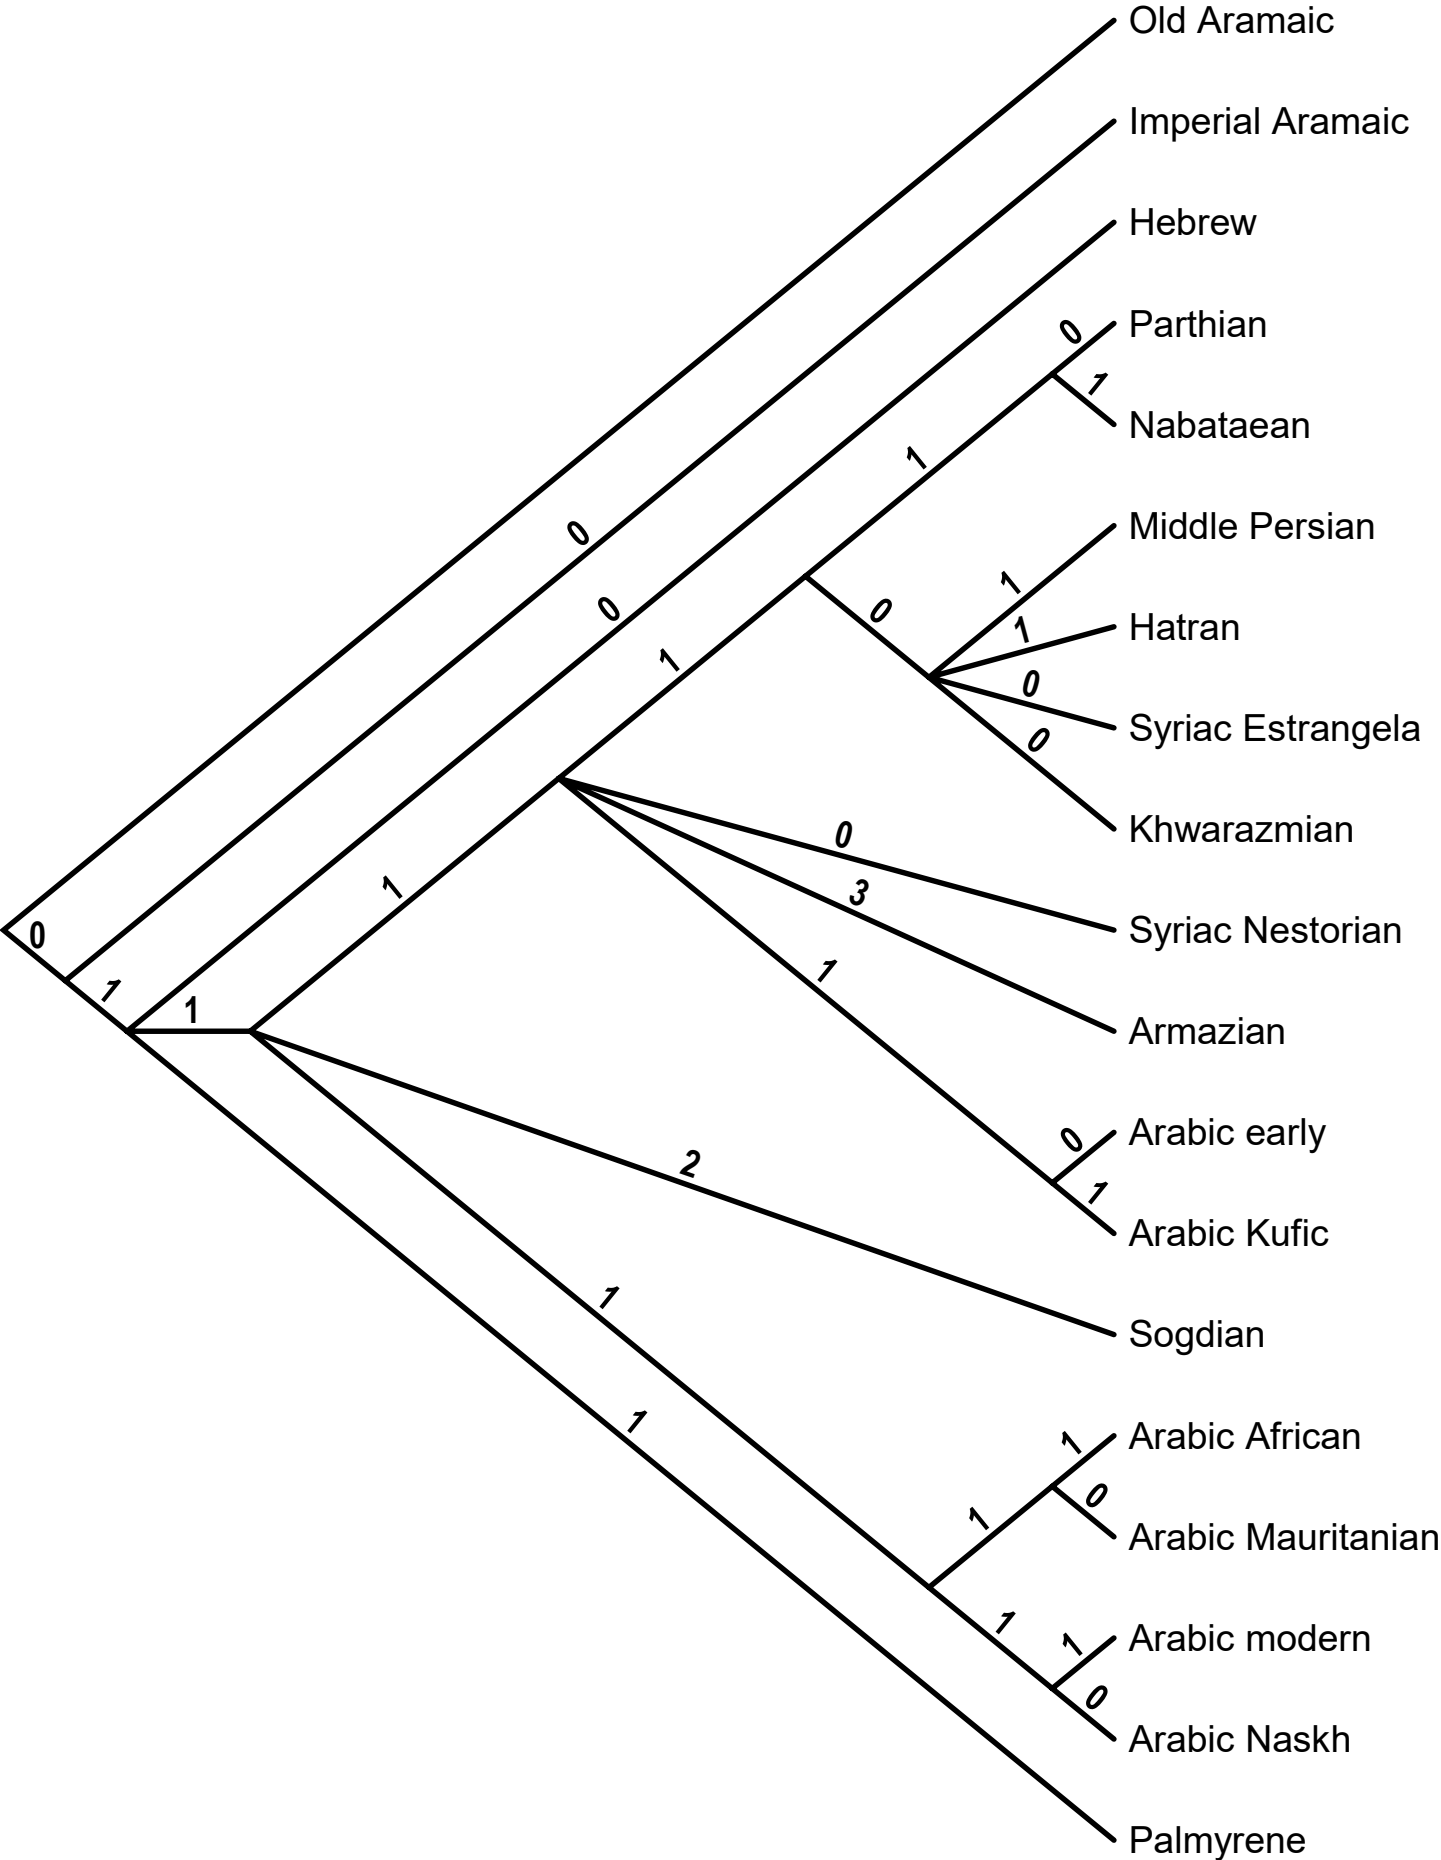 Old Aramaic
Imperial Aramaic
Hebrew
0 Parthian
1
Nabataean
1
Middle Persian
0
1
0
1 Hatran
0
1
0 Syriac Estrangela
0
Khwarazmian
0
1
3
Syriac Nestorian
0
1
1
1
Armazian
0 Arabic early
2
1
Arabic Kufic
1
Sogdian
1
1 Arabic African
0
1
Arabic Mauritanian
1
1 Arabic modern
0
Arabic Naskh
Palmyrene